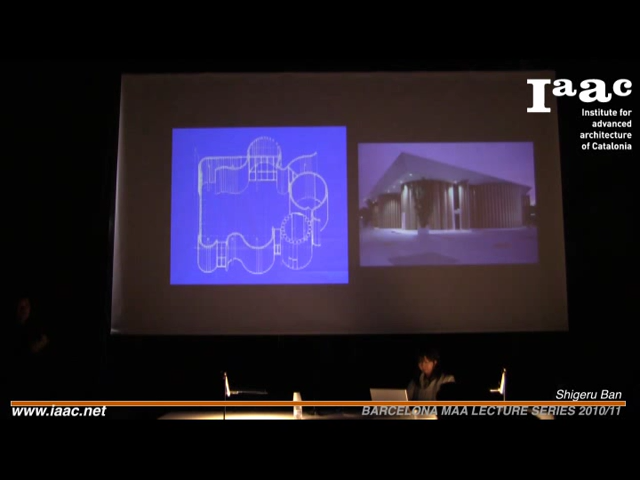 Iaac
Institute for
advanced
architecture
of Catalonia
Shigeru Ban
www.iaac.net
BARCELONA MAA LECTURE SERIES 2010/11